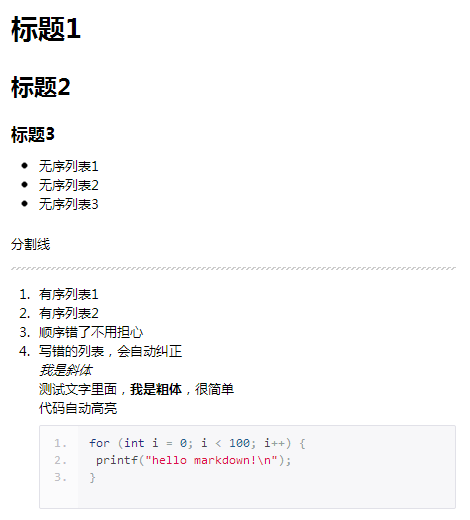 标题1
标题2
标题3
无序列表1
无序列表2
无序列表3
分割线
1. 有序列表1
2. 有序列表2
3. 顺序错了不用担心
4. 写错的列表，会自动纠正
我是斜体
测试文字里面，我是粗体，很简单
代码自动高亮
1. for (int i = 0; i < 100; i++) {
2. printf("hello markdown!\n");
3. }